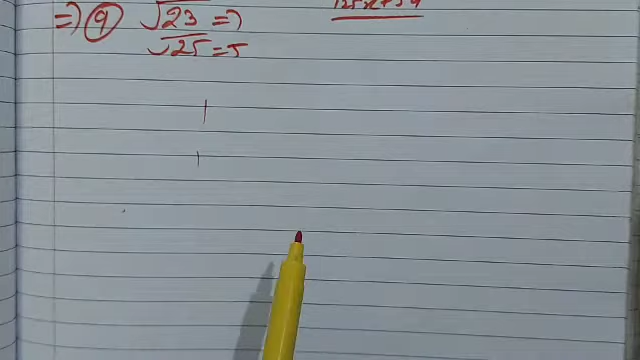 => 9 √23 =>
√25 = 5